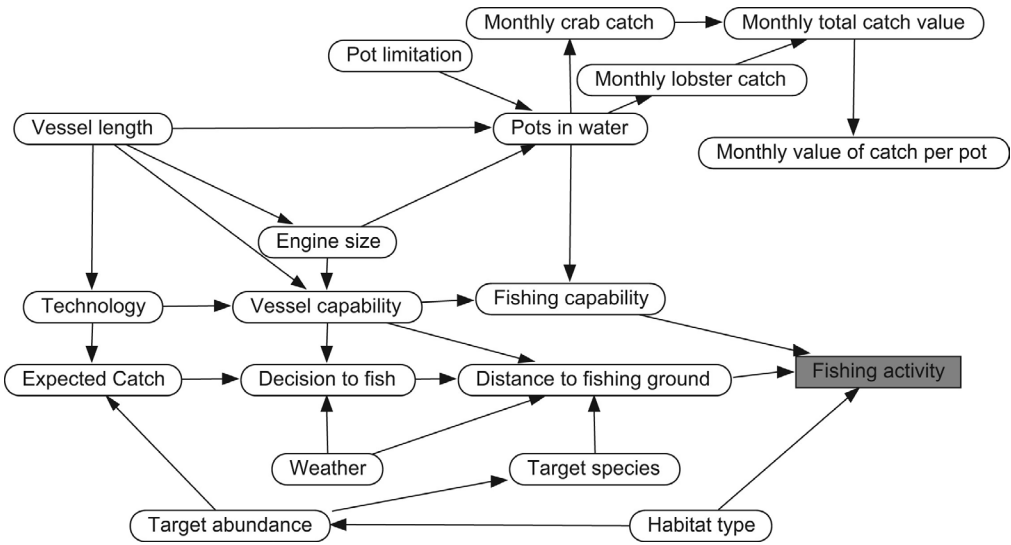 Monthly crab catch
Monthly total catch value
Pot limitation
Monthly lobster catch
Vessel length
Pots in water
Monthly value of catch per pot
Engine size
Technology
Vessel capability
Fishing capability
Expected Catch
Decision to fish
Distance to fishing ground
Fishing activity
Weather
Target species
Target abundance
Habitat type